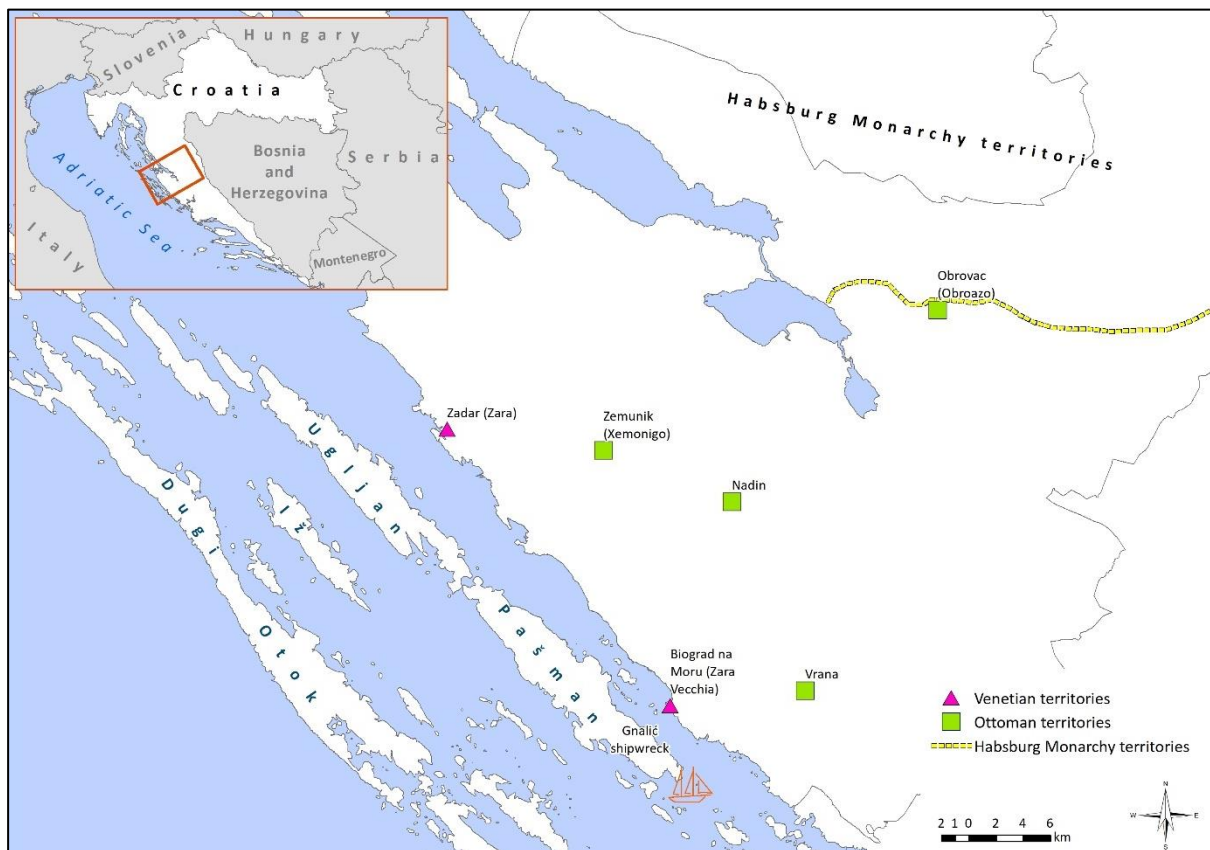 Hungary
Slovenia
Croatia
Bosnia
and
Herzegovina
Serbia
Adriatic Sea
Italy
Montenegro
Habsburg Monarchy territories
Obrovac
(Obroazo)
Zadar (Zara)
Zemunik
(Xemonigo)
Nadin
Ugljan
Iž
Dugi Otok
Pašman
Biograd na
Moru (Zara
Vecchia)
Vrana
Gnalić
shipwreck
Venetian territories
Ottoman territories
Habsburg Monarchy territories
N
W E
S
2 1 0 2 4 6
km